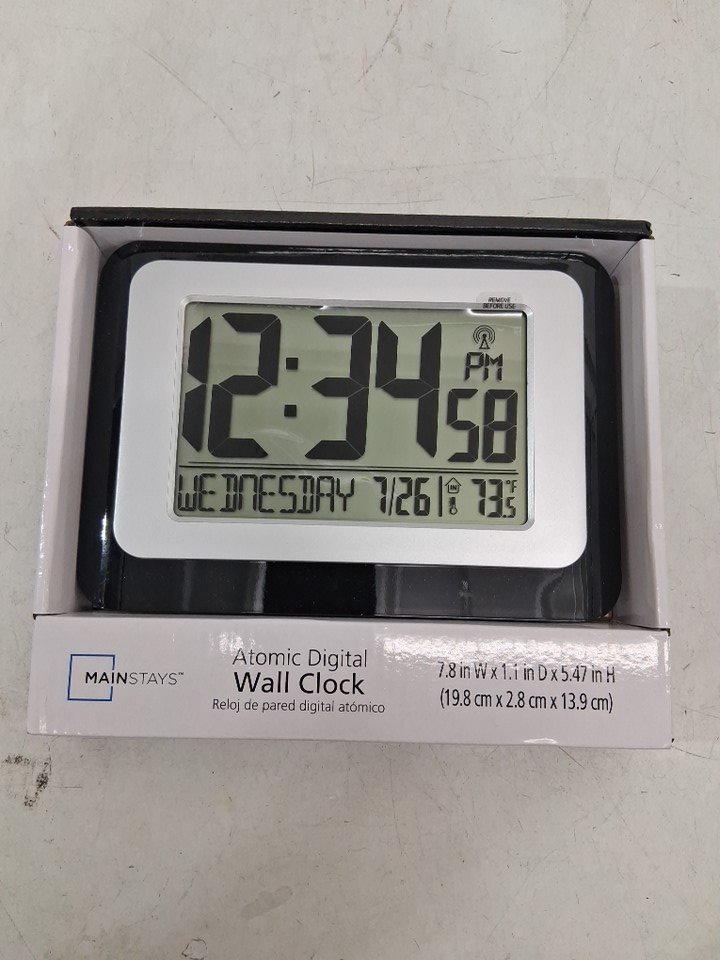 REMOVE
BEFORE USE
12:34 58 PM
WEDNESDAY 7/26 IN 73.5 °F
MAINSTAYS™
Atomic Digital
Wall Clock
Reloj de pared digital atómico
7.8 in W x 1.1 in D x 5.47 in H
(19.8 cm x 2.8 cm x 13.9 cm)